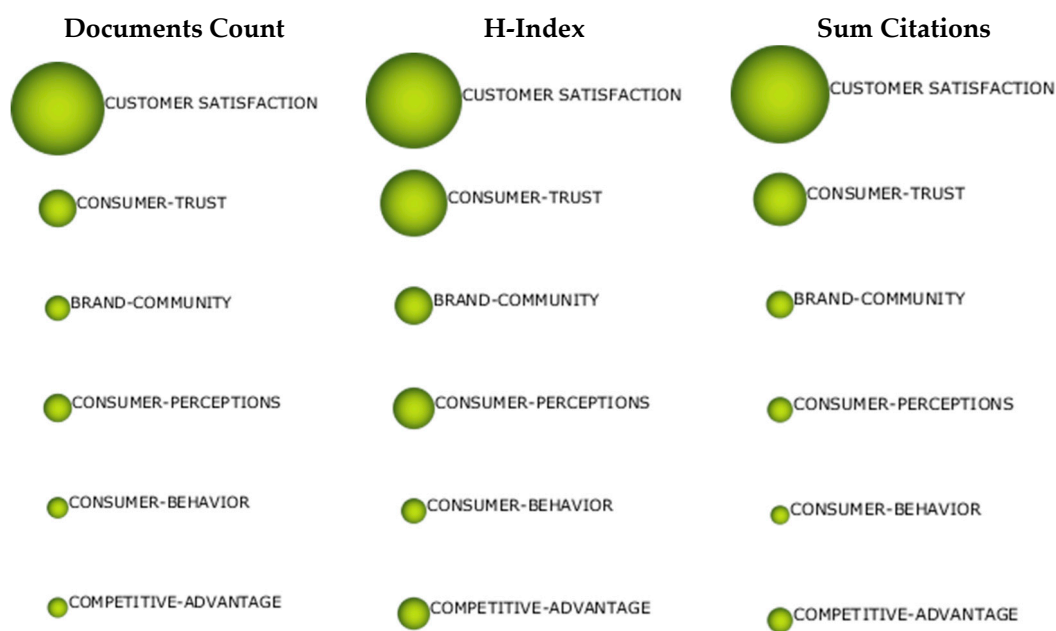 Documents Count
CUSTOMER SATISFACTION
CONSUMER-TRUST
BRAND-COMMUNITY
CONSUMER-PERCEPTIONS
CONSUMER-BEHAVIOR
COMPETITIVE-ADVANTAGE
H-Index
CUSTOMER SATISFACTION
CONSUMER-TRUST
BRAND-COMMUNITY
CONSUMER-PERCEPTIONS
CONSUMER-BEHAVIOR
COMPETITIVE-ADVANTAGE
Sum Citations
CUSTOMER SATISFACTION
CONSUMER-TRUST
BRAND-COMMUNITY
CONSUMER-PERCEPTIONS
CONSUMER-BEHAVIOR
COMPETITIVE-ADVANTAGE